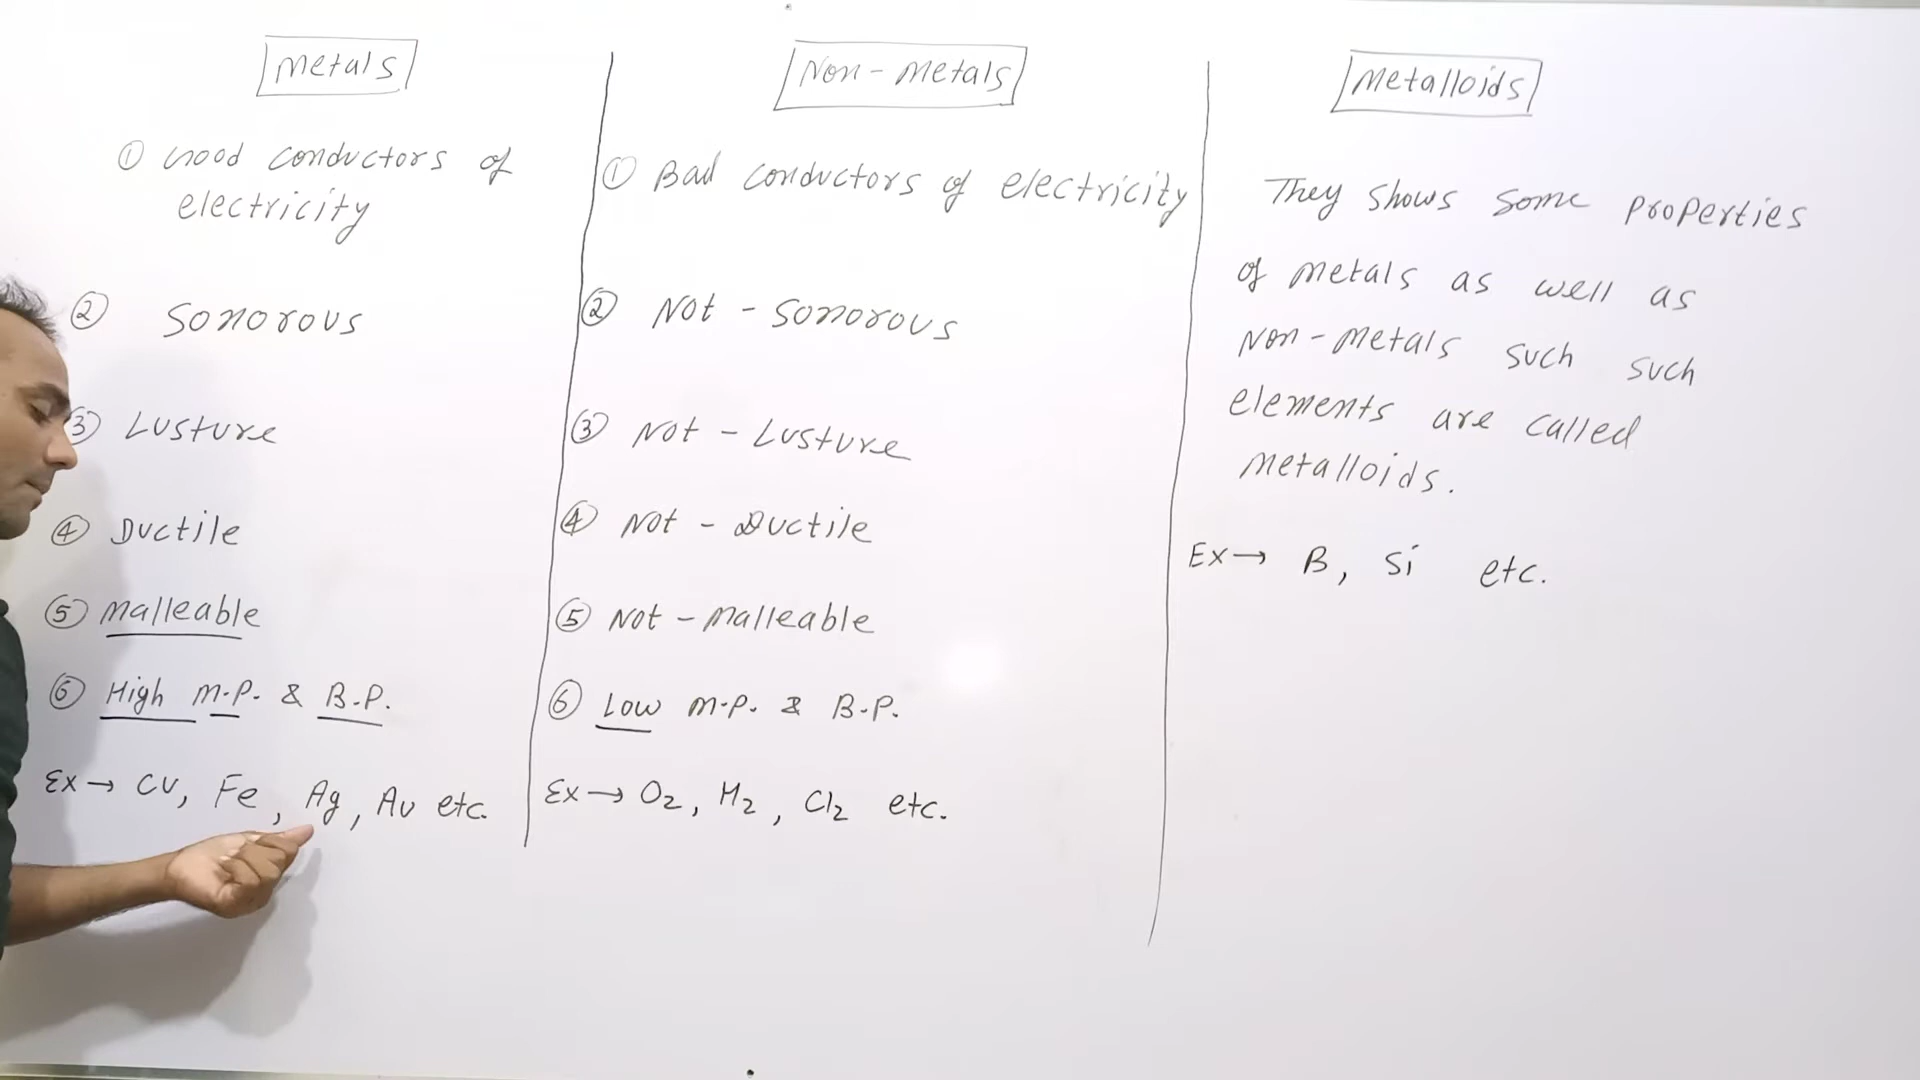 Metals
① Good conductors of
electricity
② Sonorous
③ Lusture
④ Ductile
⑤ Malleable
⑥ High M.P. & B.P.
Ex→ Cu, Fe, Ag, Au etc.
Non-Metals
① Bad conductors of electricity
② Not - Sonorous
③ Not - Lusture
④ Not - Ductile
⑤ Not - Malleable
⑥ Low M.P. & B.P.
Ex→ O2, H2, Cl2 etc.
Metalloids
They shows some properties
of metals as well as
Non-metals such such
elements are called
metalloids.
Ex→ B, Si etc.